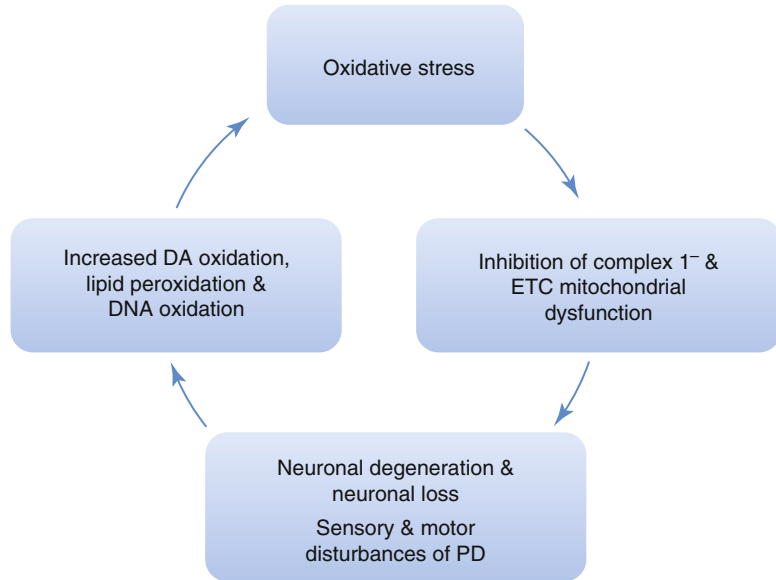 Oxidative stress
Increased DA oxidation,
lipid peroxidation &
DNA oxidation
Inhibition of complex 1⁻ &
ETC mitochondrial
dysfunction
Neuronal degeneration &
neuronal loss
Sensory & motor
disturbances of PD